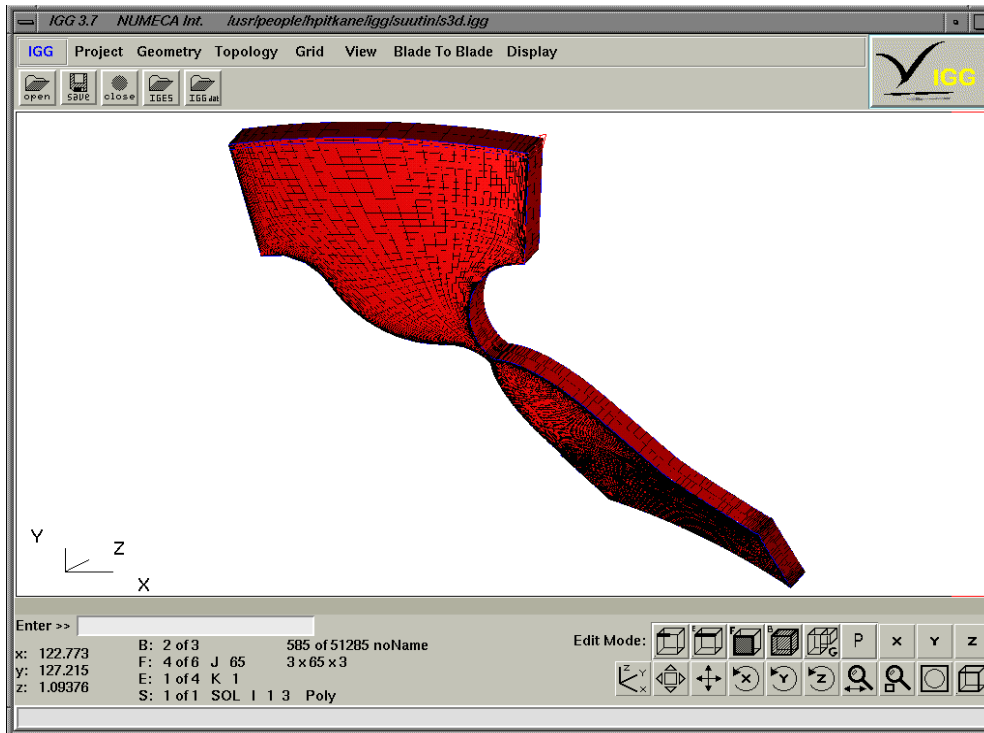 IGG 3.7 NUMECA Int. /usr/people/hpitkane/igg/suutin/s3d.igg
IGG Project Geometry Topology Grid View Blade To Blade Display
IGG
open save close IGES IGG dat
Y
Z
X
Enter >>
B: 2 of 3 585 of 51285 noName
Edit Mode:
E F B G P X Y Z
x: 122.773
F: 4 of 6 J 65 3 x 65 x 3
y: 127.215
E: 1 of 4 K 1
z: 1.09376
S: 1 of 1 SOL I 1 3 Poly
Z Y X X Y Z